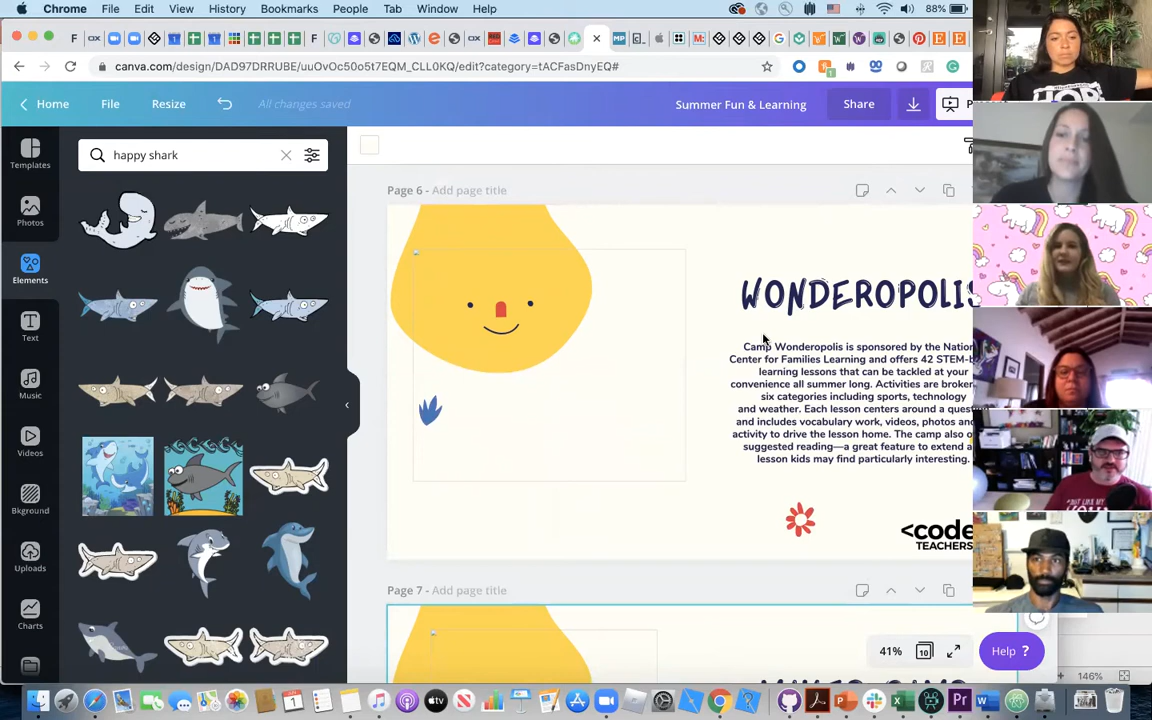 Chrome File Edit View History Bookmarks People Tab Window Help 88%
canva.com/design/DAD97DRRUBE/uuOvOc50o5t7EQM_CLL0KQ/edit?category=tACFasDnyEQ#
Home File Resize All changes saved Summer Fun & Learning Share
happy shark
Templates
Photos
Elements
Text
Music
Videos
Bkground
Uploads
Charts
Page 6 - Add page title
WONDEROPOLIS
Camp Wonderopolis is sponsored by the Nation
Center for Families Learning and offers 42 STEM-b
learning lessons that can be tackled at your
convenience all summer long. Activities are broken
six categories including sports, technology
and weather. Each lesson centers around a questi
and includes vocabulary work, videos, photos an
activity to drive the lesson home. The camp also o
suggested reading—a great feature to extend a
lesson kids may find particularly interesting.
<code
TEACHERS
Page 7 - Add page title
41% 10 Help ?
146%